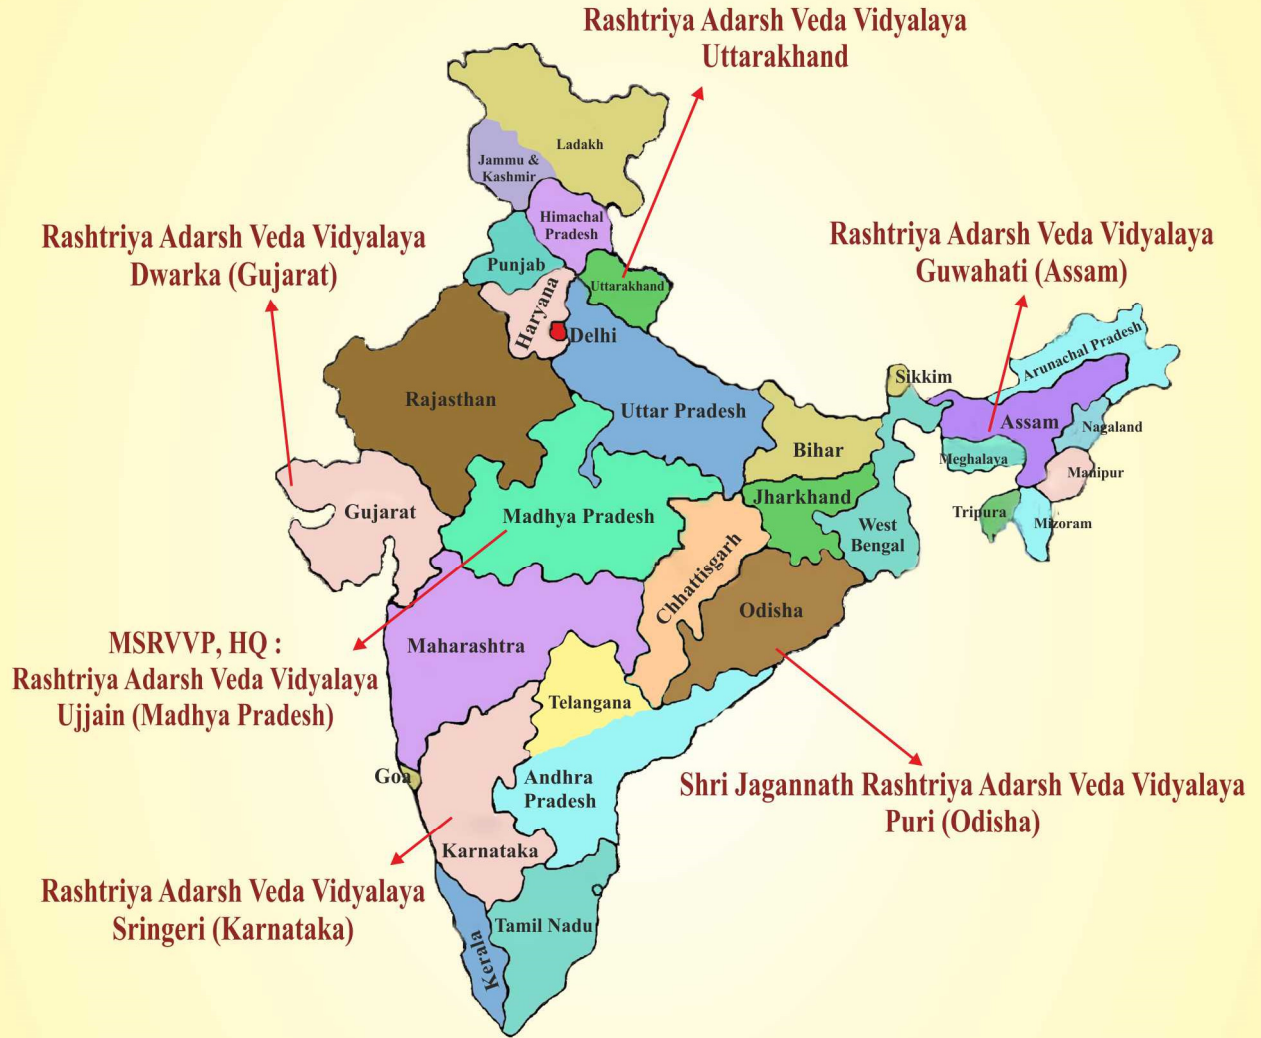 Rashtriya Adarsh Veda Vidyalaya
Uttarakhand
Ladakh
Jammu &
Kashmir
Himachal
Pradesh
Rashtriya Adarsh Veda Vidyalaya
Dwarka (Gujarat)
Rashtriya Adarsh Veda Vidyalaya
Guwahati (Assam)
Punjab
Uttarakhand
Haryana
Delhi
Arunachal Pradesh
Sikkim
Rajasthan
Uttar Pradesh
Assam
Nagaland
Bihar
Meghalaya
Manipur
Jharkhand
Gujarat
Madhya Pradesh
Tripura
Mizoram
West
Bengal
Chhattisgarh
Odisha
MSRVVP, HQ :
Rashtriya Adarsh Veda Vidyalaya
Ujjain (Madhya Pradesh)
Maharashtra
Telangana
Goa
Andhra
Pradesh
Shri Jagannath Rashtriya Adarsh Veda Vidyalaya
Puri (Odisha)
Karnataka
Rashtriya Adarsh Veda Vidyalaya
Sringeri (Karnataka)
Tamil Nadu
Kerala